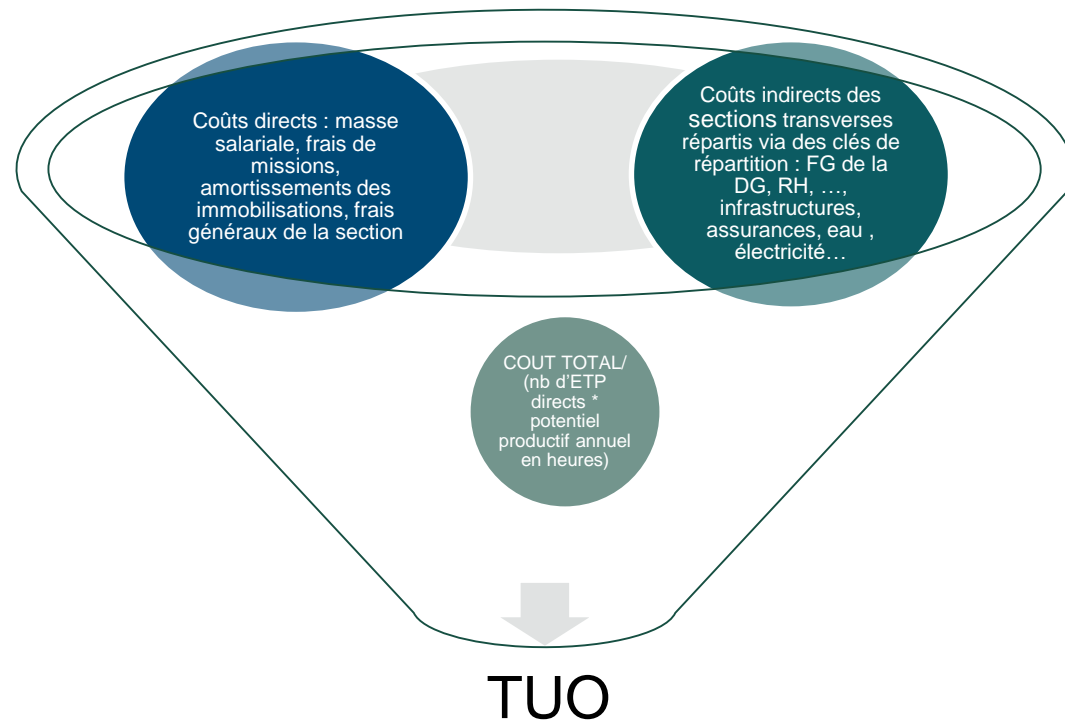 Coûts directs : masse
salariale, frais de
missions,
amortissements des
immobilisations, frais
généraux de la section
Coûts indirects des
sections transverses
répartis via des clés de
répartition : FG de la
DG, RH, …,
infrastructures,
assurances, eau ,
électricité…
COUT TOTAL/
(nb d’ETP
directs *
potentiel
productif annuel
en heures)
TUO